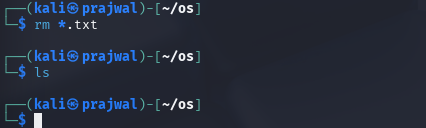 ┌──(kali㉿prajwal)-[~/os]
└─$ rm *.txt
┌──(kali㉿prajwal)-[~/os]
└─$ ls
┌──(kali㉿prajwal)-[~/os]
└─$